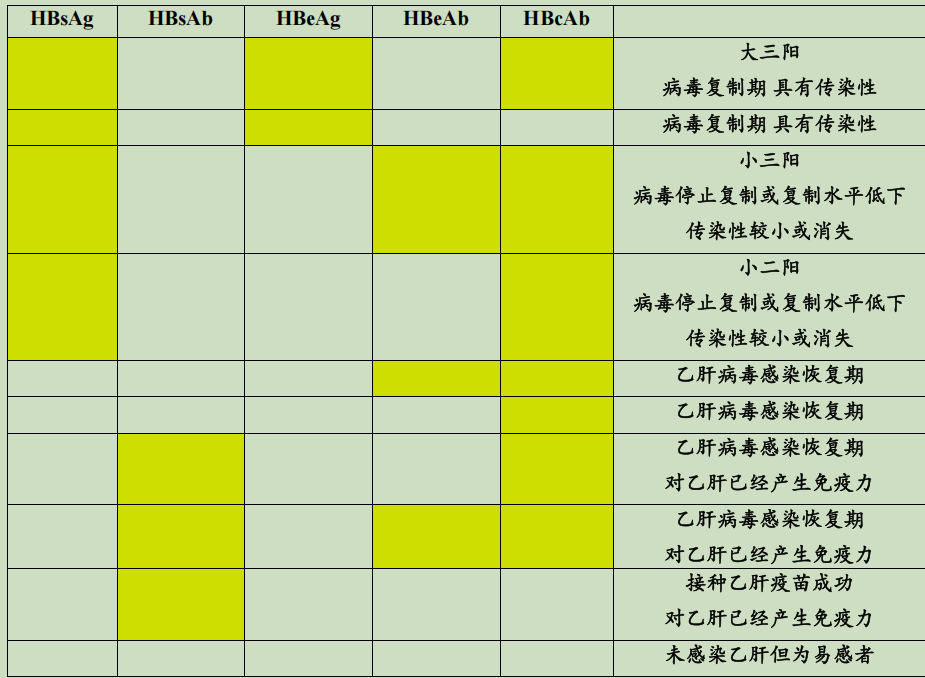 HBsAg HBsAb HBeAg HBeAb HBcAb
大三阳
病毒复制期 具有传染性
病毒复制期 具有传染性
小三阳
病毒停止复制或复制水平低下
传染性较小或消失
小二阳
病毒停止复制或复制水平低下
传染性较小或消失
乙肝病毒感染恢复期
乙肝病毒感染恢复期
乙肝病毒感染恢复期
对乙肝已经产生免疫力
乙肝病毒感染恢复期
对乙肝已经产生免疫力
接种乙肝疫苗成功
对乙肝已经产生免疫力
未感染乙肝但为易感者